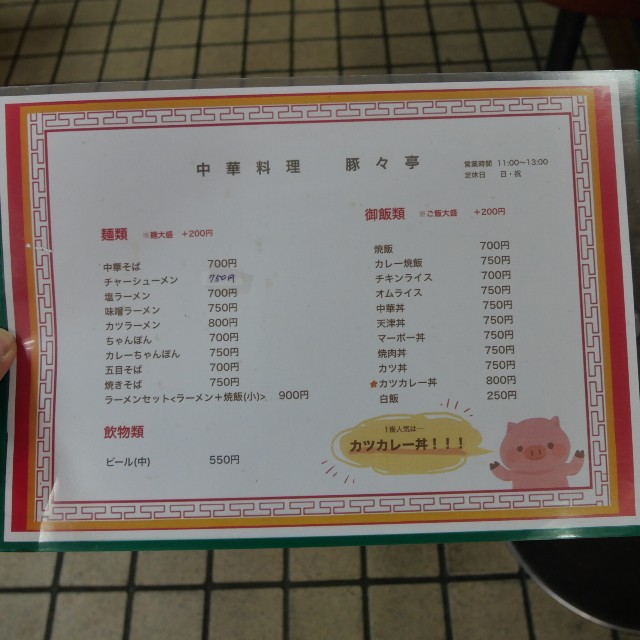 中華料理 豚々亭
営業時間 11:00〜13:00
定休日 日・祝
麺類 ※麺大盛 +200円
中華そば 700円
チャーシューメン 750円
塩ラーメン 700円
味噌ラーメン 750円
カツラーメン 800円
ちゃんぽん 700円
カレーちゃんぽん 750円
五目そば 750円
焼きそば 750円
ラーメンセット<ラーメン+焼飯(小)> 900円
飲物類
ビール(中) 550円
御飯類 ※ご飯大盛 +200円
焼飯 700円
カレー焼飯 750円
チキンライス 700円
オムライス 750円
中華丼 750円
天津丼 750円
マーボー丼 750円
焼肉丼 750円
カツ丼 750円
カツカレー丼 800円
白飯 250円
1番人気は…
カツカレー丼!!!